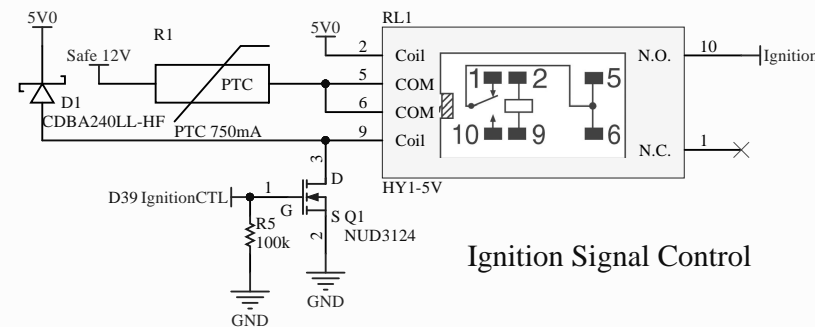 5V0
R1
5V0
RL1
Safe 12V
PTC
2
Coil
N.O.
10
Ignition
5
COM
6
COM
D1
CDBA240LL-HF
PTC 750mA
9
Coil
N.C.
1
1
2
5
10
9
6
HY1-5V
3
D
D39 IgnitionCTL
1
G
S
Q1
R5
100k
2
NUD3124
GND
GND
Ignition Signal Control